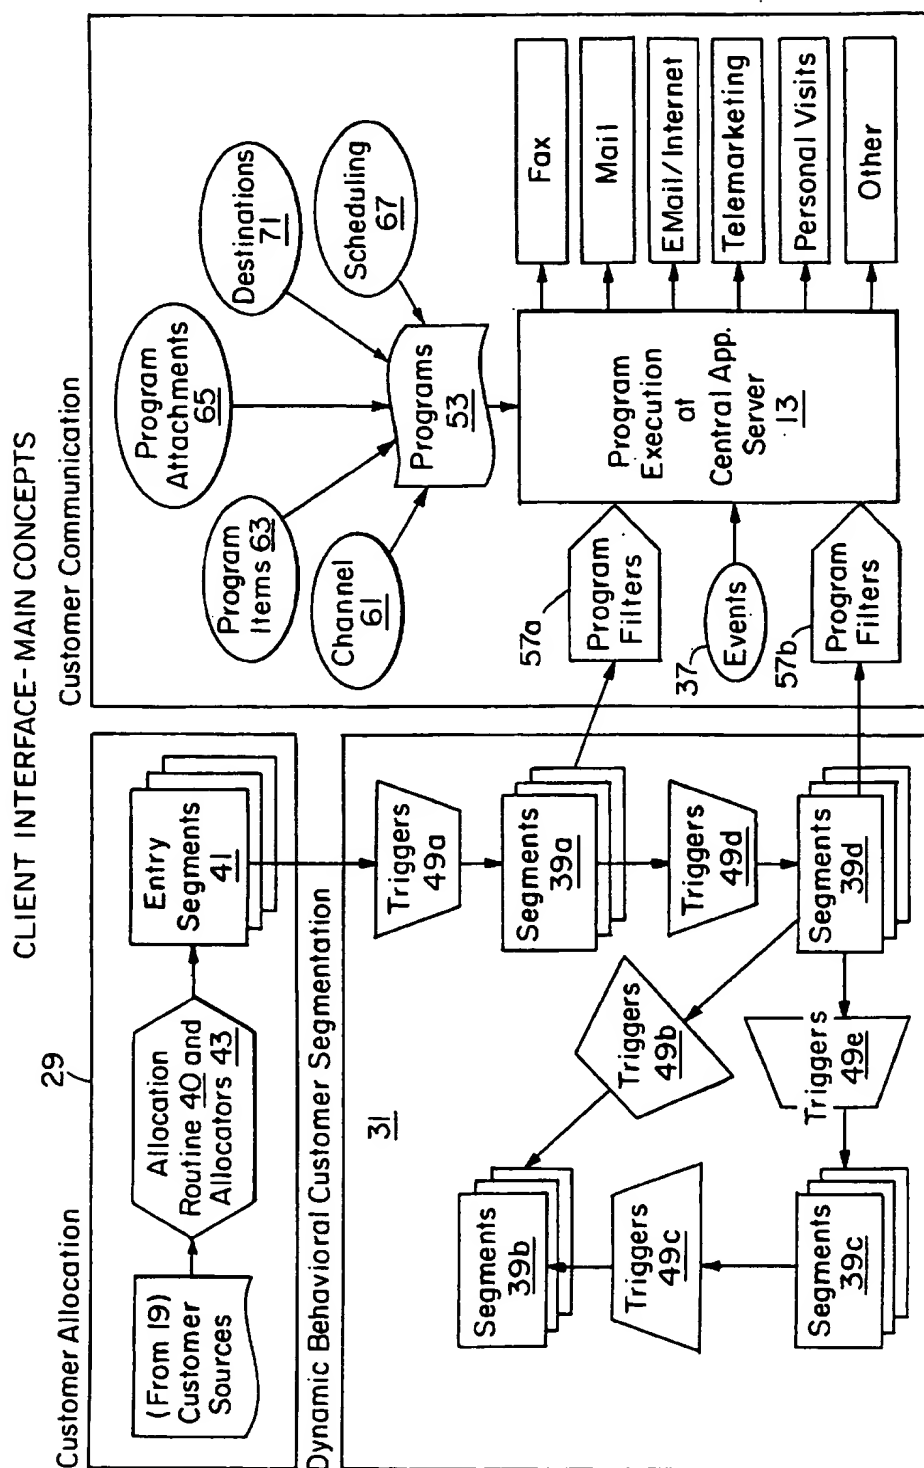 CLIENT INTERFACE-MAIN CONCEPTS
29
Customer Allocation
(From 19)
Customer
Sources
Allocation
Routine 40 and
Allocators 43
Entry
Segments
41
Dynamic Behavioral Customer Segmentation
31
Triggers
49a
Segments
39a
Triggers
49d
Segments
39d
Triggers
49b
Triggers
49e
Segments
39b
Triggers
49c
Segments
39c
Customer Communication
Program
Attachments
65
Program
Items 63
Destinations
71
Channel
61
Scheduling
67
Programs
53
57a
Program
Filters
37
Events
57b
Program
Filters
Program
Execution
at
Central App.
Server
13
Fax
Mail
EMail/Internet
Telemarketing
Personal Visits
Other